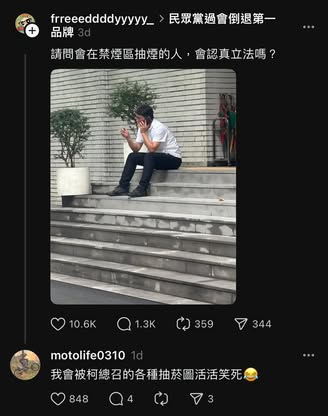 frreeeddddyyyyy_ > 民眾黨過會倒退第一
品牌 3d
請問會在禁煙區抽煙的人，會認真立法嗎？
10.6K 1.3K 359 344
motolife0310 1d
我會被柯總召的各種抽菸圖活活笑死😂
848 4 3